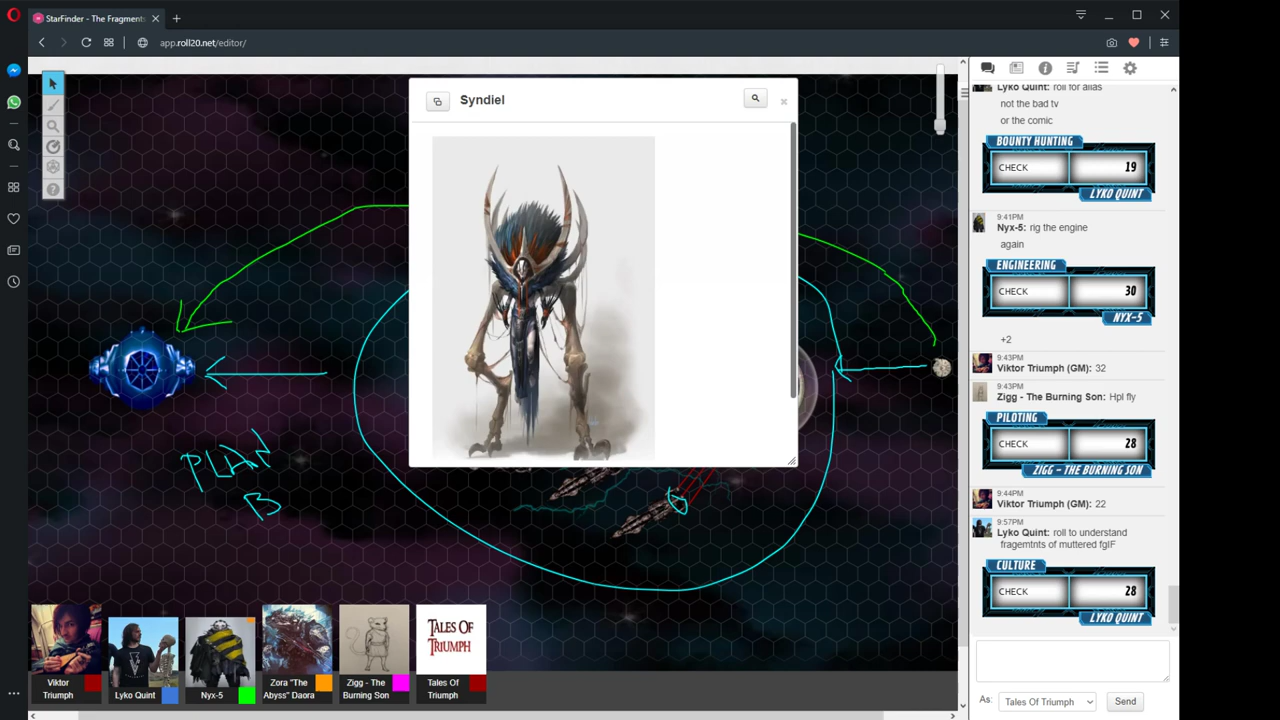 StarFinder - The Fragments
app.roll20.net/editor/
Syndiel
PLAN
B
Lyko Quint: roll for alias
not the bad tv
or the comic
BOUNTY HUNTING
CHECK 19
LYKO QUINT
9:41PM
Nyx-5: rig the engine
again
ENGINEERING
CHECK 30
NYX-5
+2
9:43PM
Viktor Triumph (GM): 32
9:43PM
Zigg - The Burning Son: Hpl fly
PILOTING
CHECK 28
ZIGG - THE BURNING SON
9:44PM
Viktor Triumph (GM): 22
9:57PM
Lyko Quint: roll to understand
fragemtnts of muttered fgIF
CULTURE
CHECK 28
LYKO QUINT
TALES OF
TRIUMPH
Viktor
Triumph
Lyko Quint
Nyx-5
Zora "The
Abyss" Daora
Zigg - The
Burning Son
Tales Of
Triumph
As: Tales Of Triumph Send